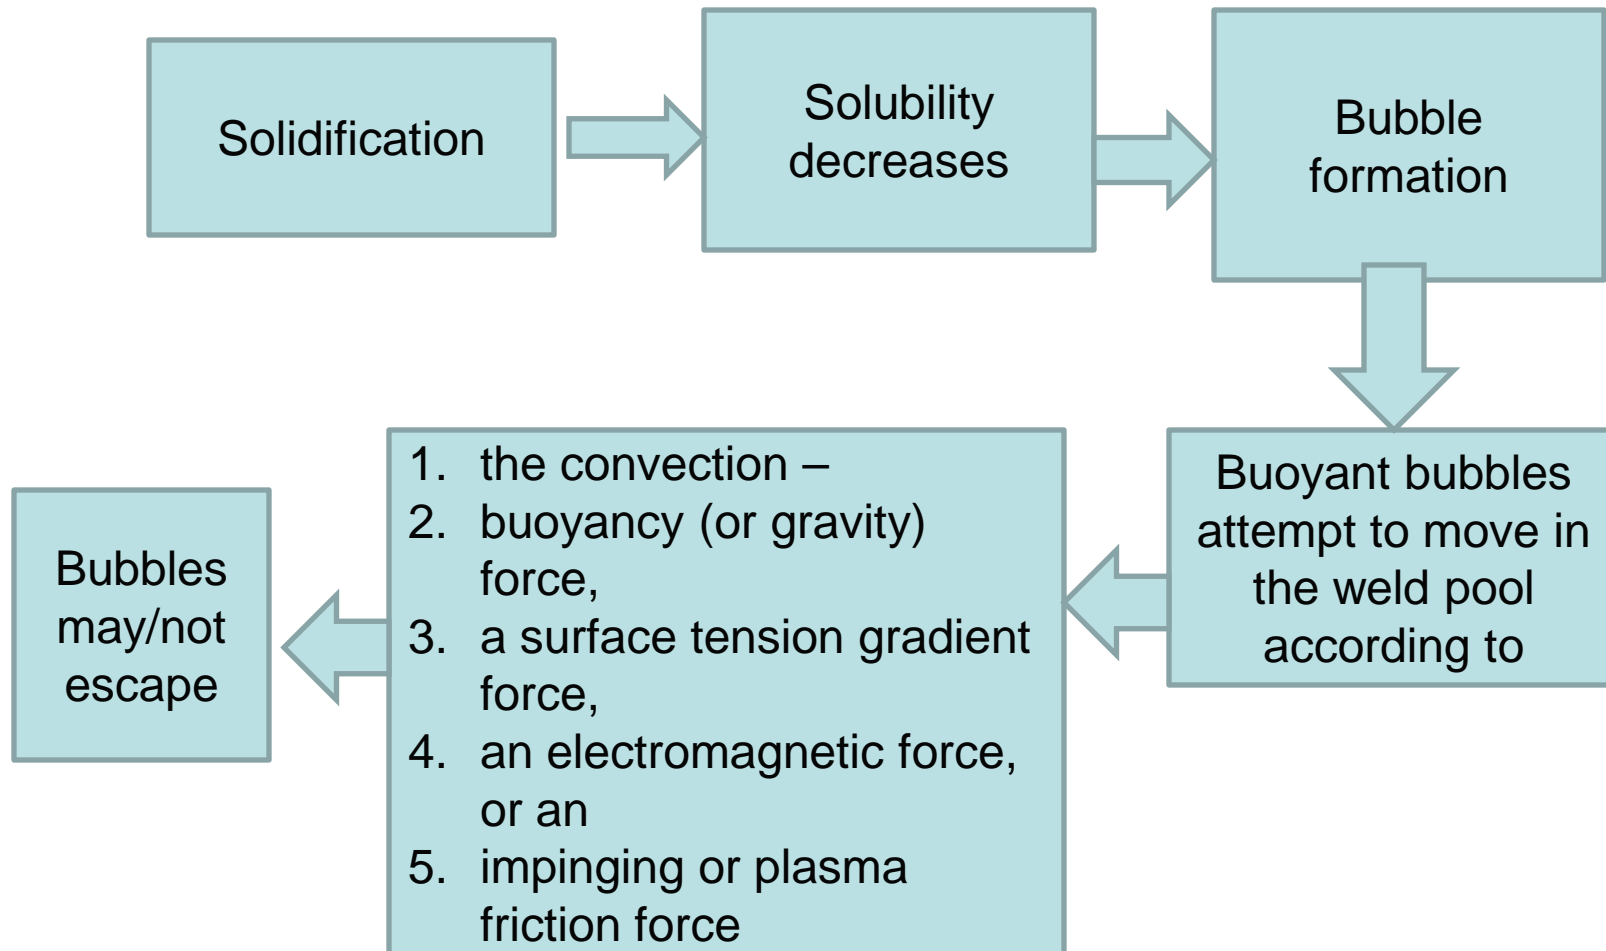 Solidification
Solubility
decreases
Bubble
formation
Buoyant bubbles
attempt to move in
the weld pool
according to
1. the convection –
2. buoyancy (or gravity)
force,
3. a surface tension gradient
force,
4. an electromagnetic force,
or an
5. impinging or plasma
friction force
Bubbles
may/not
escape